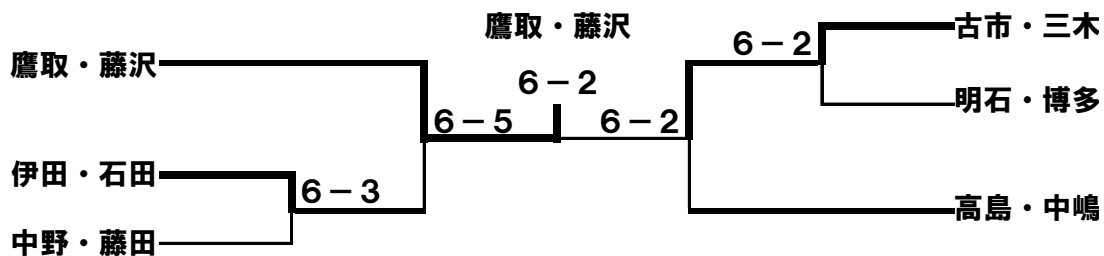 鷹取・藤沢
古市・三木
6－2
鷹取・藤沢
6－2
明石・博多
6－5
6－2
伊田・石田
6－3
高島・中嶋
中野・藤田